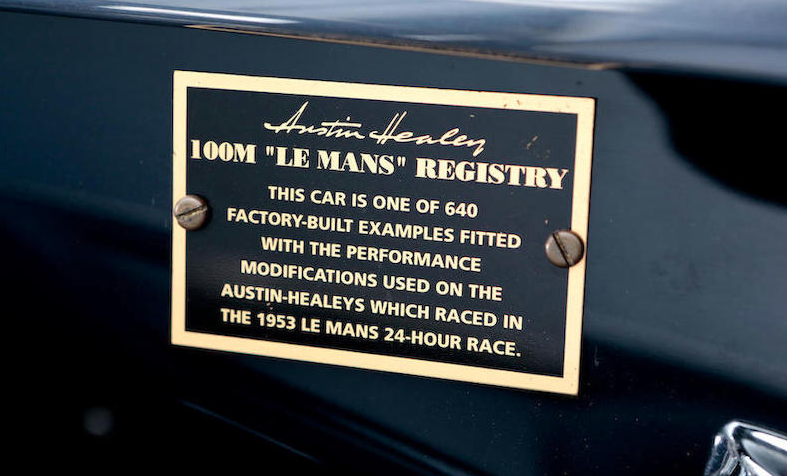 Austin Healey
100M "LE MANS" REGISTRY
THIS CAR IS ONE OF 640
FACTORY-BUILT EXAMPLES FITTED
WITH THE PERFORMANCE
MODIFICATIONS USED ON THE
AUSTIN-HEALEYS WHICH RACED IN
THE 1953 LE MANS 24-HOUR RACE.